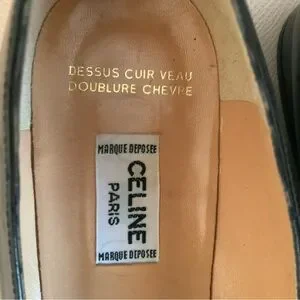 DESSUS CUIR VEAU
DOUBLURE CHEVRE
MARQUE DEPOSEE
CELINE
PARIS
MARQUE DEPOSEE